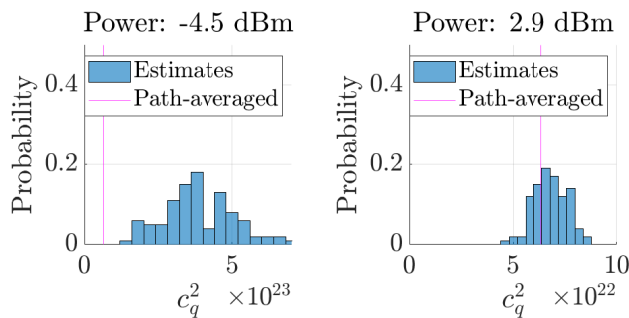 Power: -4.5 dBm
Estimates
Path-averaged
Probability
0.4
0.2
0
0
5
×10^23
c_q^2
Power: 2.9 dBm
Estimates
Path-averaged
Probability
0.4
0.2
0
0
5
10
×10^22
c_q^2